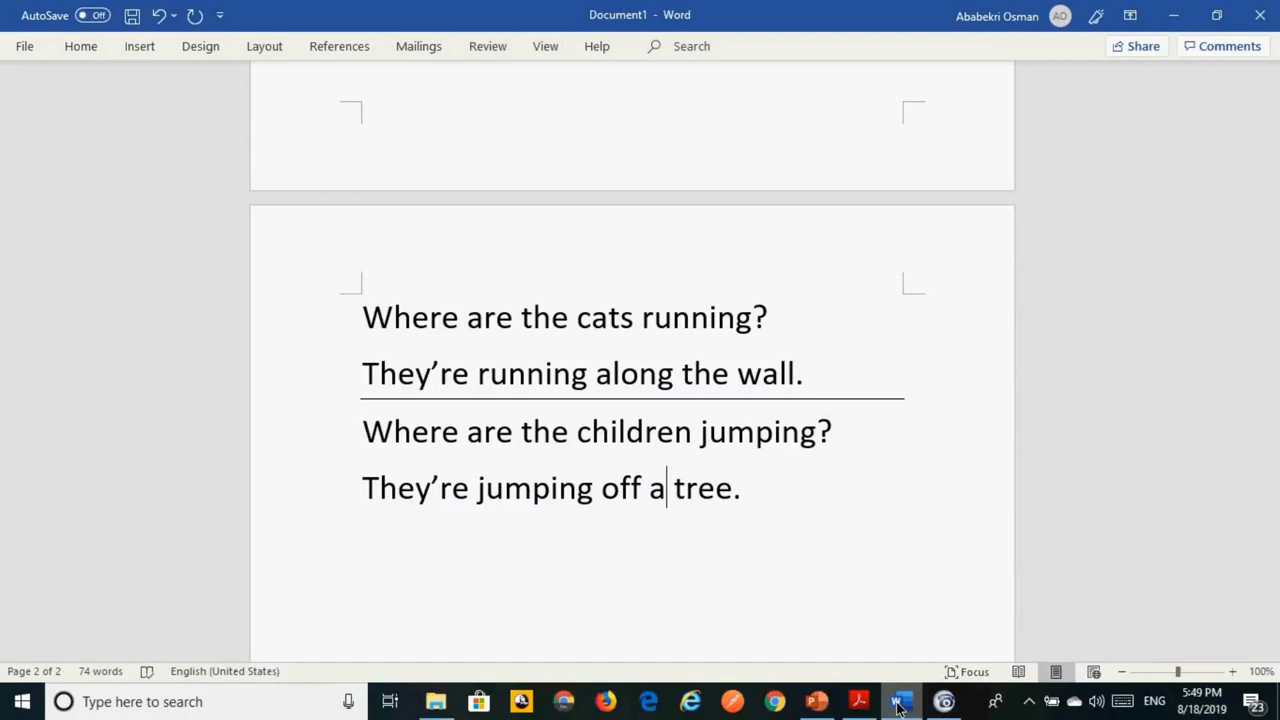 AutoSave Off Document1 - Word Ababekri Osman AO
File Home Insert Design Layout References Mailings Review View Help Search Share Comments
Where are the cats running?
They’re running along the wall.
Where are the children jumping?
They’re jumping off a tree.
Page 2 of 2 74 words English (United States) Focus 100%
Type here to search ENG 5:49 PM
8/18/2019 23